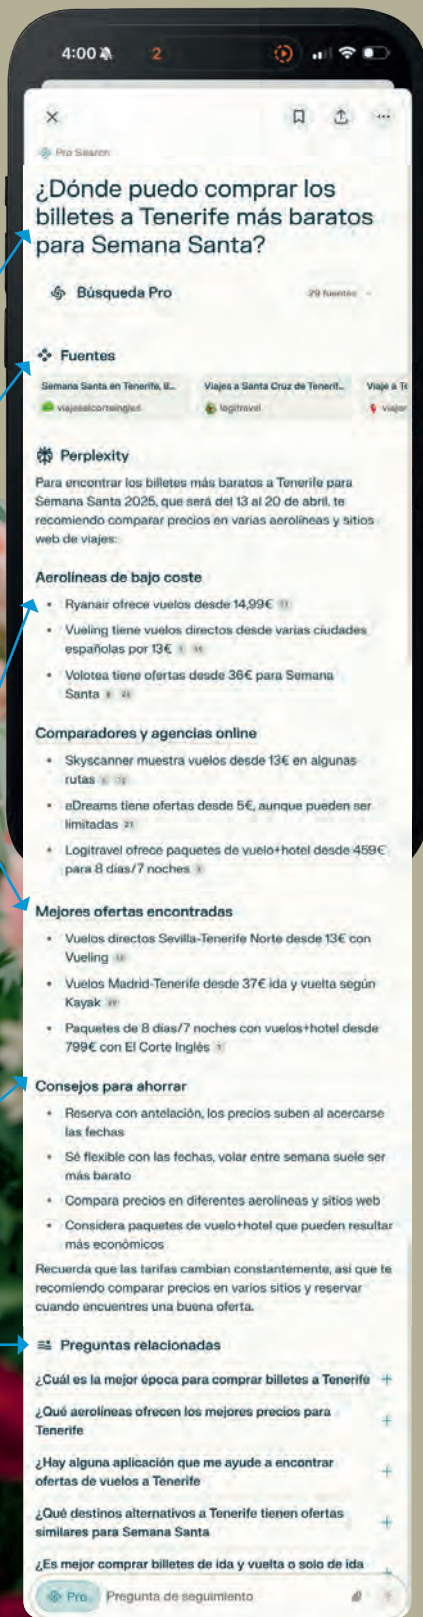 4:00
2
Pro Search
¿Dónde puedo comprar los
billetes a Tenerife más baratos
para Semana Santa?
Búsqueda Pro 29 fuentes
Fuentes
Semana Santa en Tenerife, B... Viajes a Santa Cruz de Tenerif... Viaje a Te
viajeselcorteingles logitravel viajer
Perplexity
Para encontrar los billetes más baratos a Tenerife para
Semana Santa 2025, que será del 13 al 20 de abril, te
recomiendo comparar precios en varias aerolíneas y sitios
web de viajes:
Aerolíneas de bajo coste
• Ryanair ofrece vuelos desde 14,99€ 11
• Vueling tiene vuelos directos desde varias ciudades
españolas por 13€
• Volotea tiene ofertas desde 36€ para Semana
Santa
Comparadores y agencias online
• Skyscanner muestra vuelos desde 13€ en algunas
rutas
• eDreams tiene ofertas desde 5€, aunque pueden ser
limitadas 21
• Logitravel ofrece paquetes de vuelo+hotel desde 459€
para 8 días/7 noches
Mejores ofertas encontradas
• Vuelos directos Sevilla-Tenerife Norte desde 13€ con
Vueling
• Vuelos Madrid-Tenerife desde 37€ ida y vuelta según
Kayak
• Paquetes de 8 días/7 noches con vuelos+hotel desde
799€ con El Corte Inglés 1
Consejos para ahorrar
• Reserva con antelación, los precios suben al acercarse
las fechas
• Sé flexible con las fechas, volar entre semana suele ser
más barato
• Compara precios en diferentes aerolíneas y sitios web
• Considera paquetes de vuelo+hotel que pueden resultar
más económicos
Recuerda que las tarifas cambian constantemente, así que te
recomiendo comparar precios en varios sitios y reservar
cuando encuentres una buena oferta.
Preguntas relacionadas
¿Cuál es la mejor época para comprar billetes a Tenerife +
¿Qué aerolíneas ofrecen los mejores precios para
Tenerife +
¿Hay alguna aplicación que me ayude a encontrar
ofertas de vuelos a Tenerife +
¿Qué destinos alternativos a Tenerife tienen ofertas
similares para Semana Santa +
¿Es mejor comprar billetes de ida y vuelta o solo de ida
Pro Pregunta de seguimiento